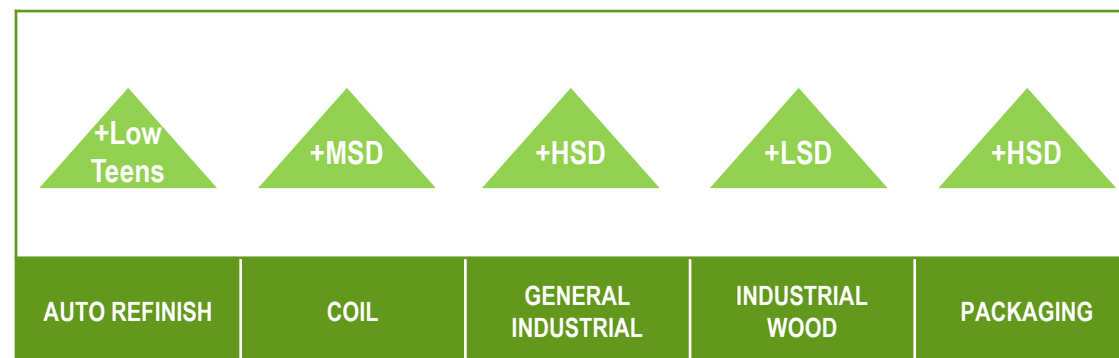 +Low
Teens
+MSD
+HSD
+LSD
+HSD
AUTO REFINISH
COIL
GENERAL
INDUSTRIAL
INDUSTRIAL
WOOD
PACKAGING